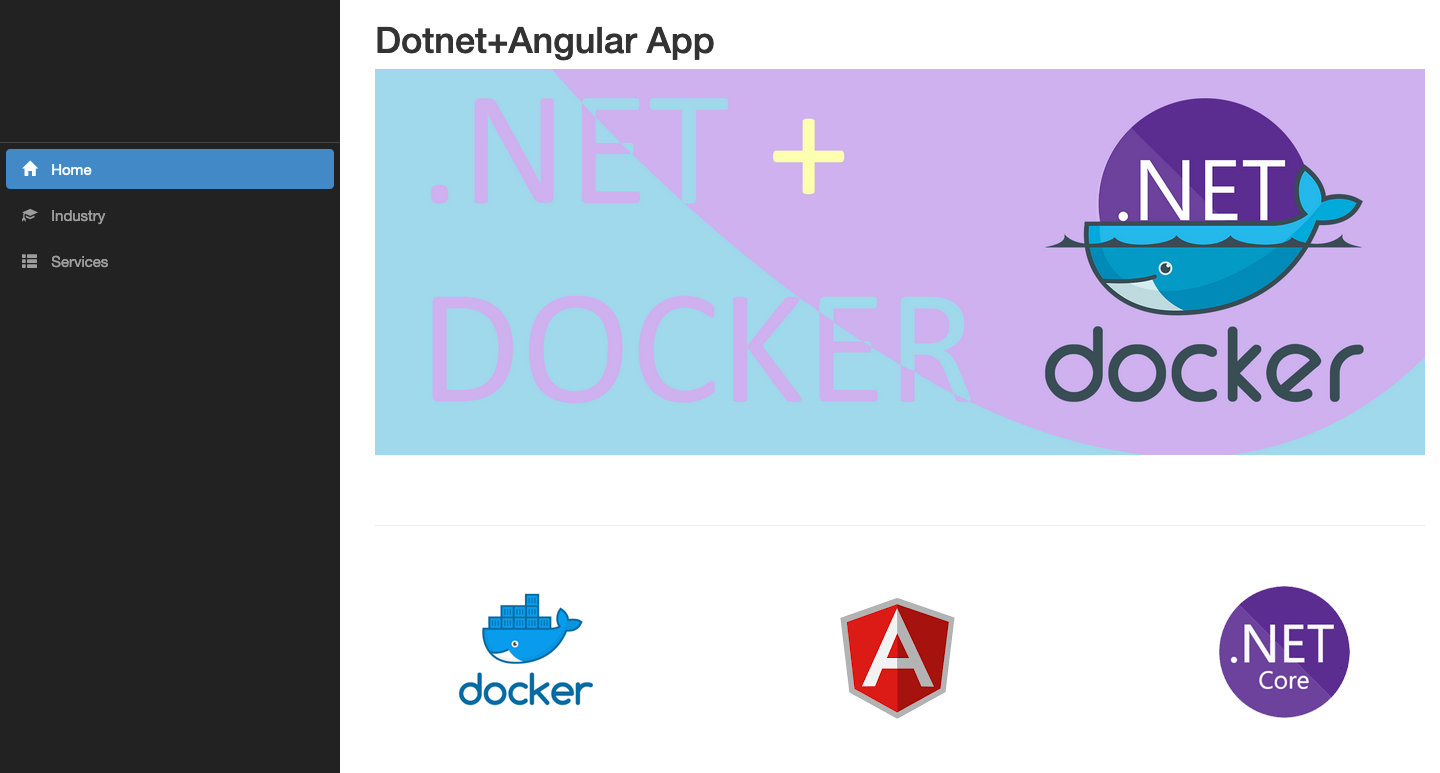 Dotnet+Angular App
Home
Industry
Services
.NET +
DOCKER
.NET
docker
docker
A
.NET
Core